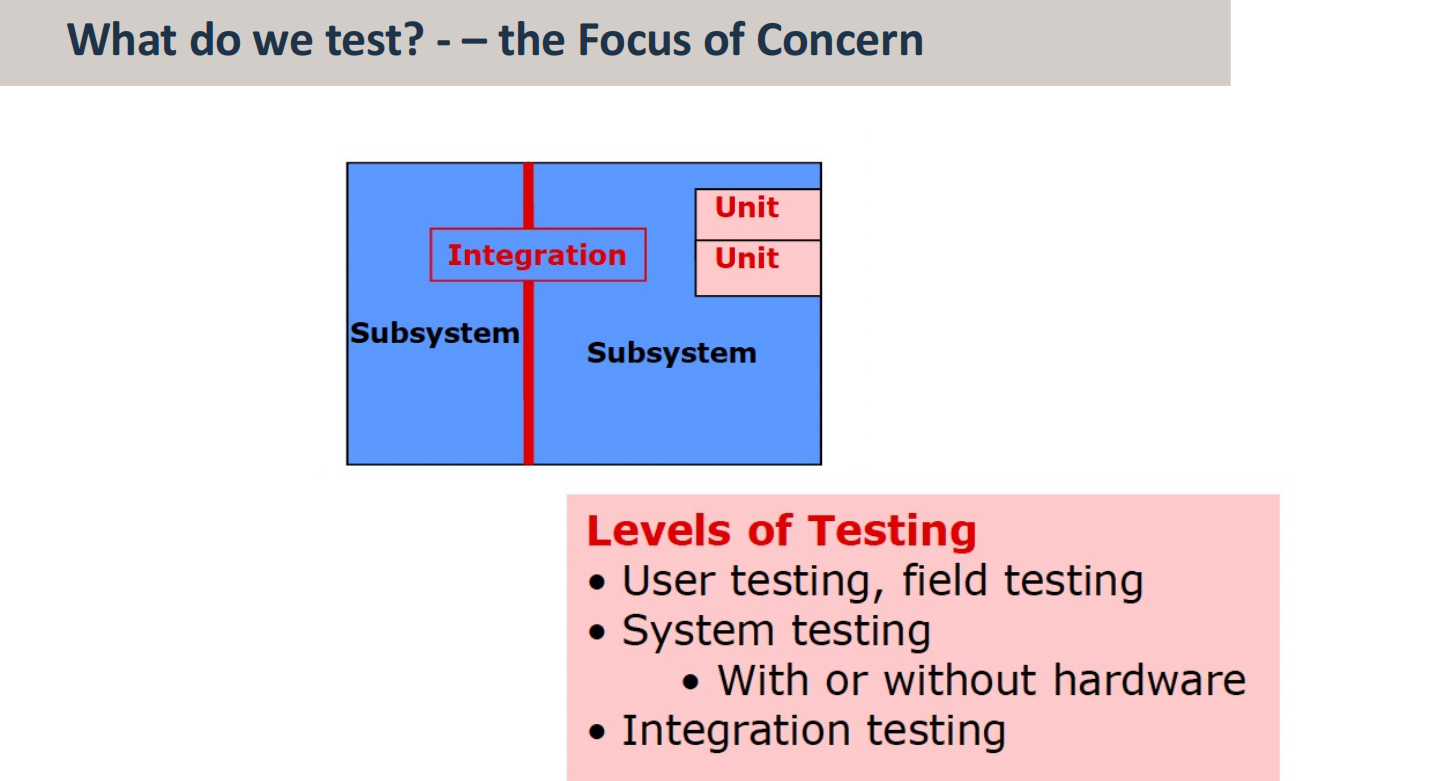 What do we test? - – the Focus of Concern
Unit
Integration
Unit
Subsystem
Subsystem
Levels of Testing
• User testing, field testing
• System testing
• With or without hardware
• Integration testing